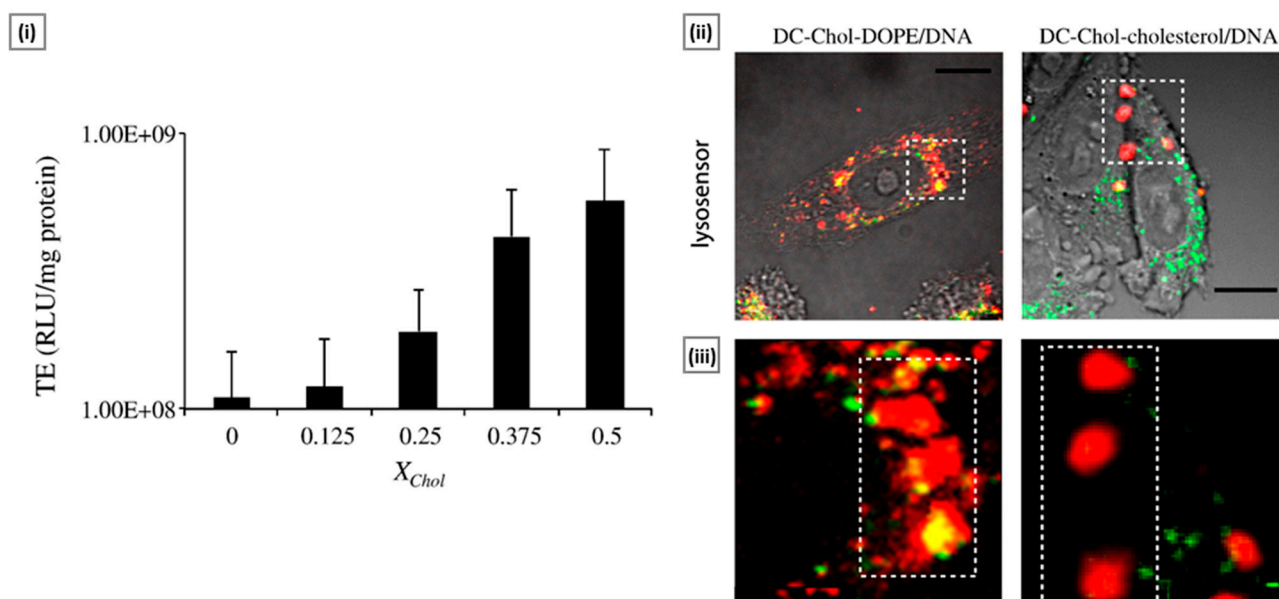 [i]
1.00E+09
1.00E+08
TE (RLU/mg protein)
0 0.125 0.25 0.375 0.5
X_Chol
[ii]
DC-Chol-DOPE/DNA DC-Chol-cholesterol/DNA
lysosensor
[iii]